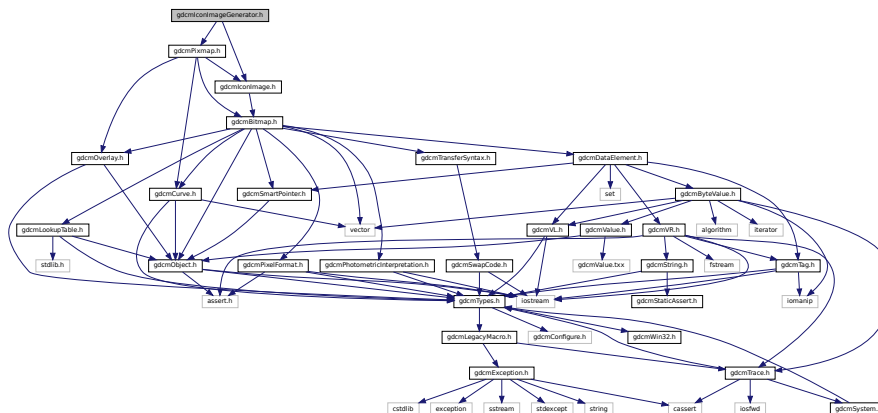 gdcmIconImageGenerator.h
gdcmPixmap.h
gdcmIconImage.h
gdcmBitmap.h
gdcmOverlay.h
gdcmTransferSyntax.h
gdcmDataElement.h
gdcmCurve.h
gdcmSmartPointer.h
set
gdcmByteValue.h
gdcmLookupTable.h
vector
gdcmVL.h
gdcmValue.h
gdcmVR.h
algorithm
iterator
stdlib.h
gdcmObject.h
gdcmPixelFormat.h
gdcmPhotometricInterpretation.h
gdcmSwapCode.h
gdcmValue.txx
gdcmString.h
fstream
gdcmTag.h
assert.h
gdcmTypes.h
iostream
gdcmStaticAssert.h
iomanip
gdcmLegacyMacro.h
gdcmConfigure.h
gdcmWin32.h
gdcmException.h
gdcmTrace.h
cstdlib
exception
sstream
stdexcept
string
cassert
iosfwd
gdcmSystem.